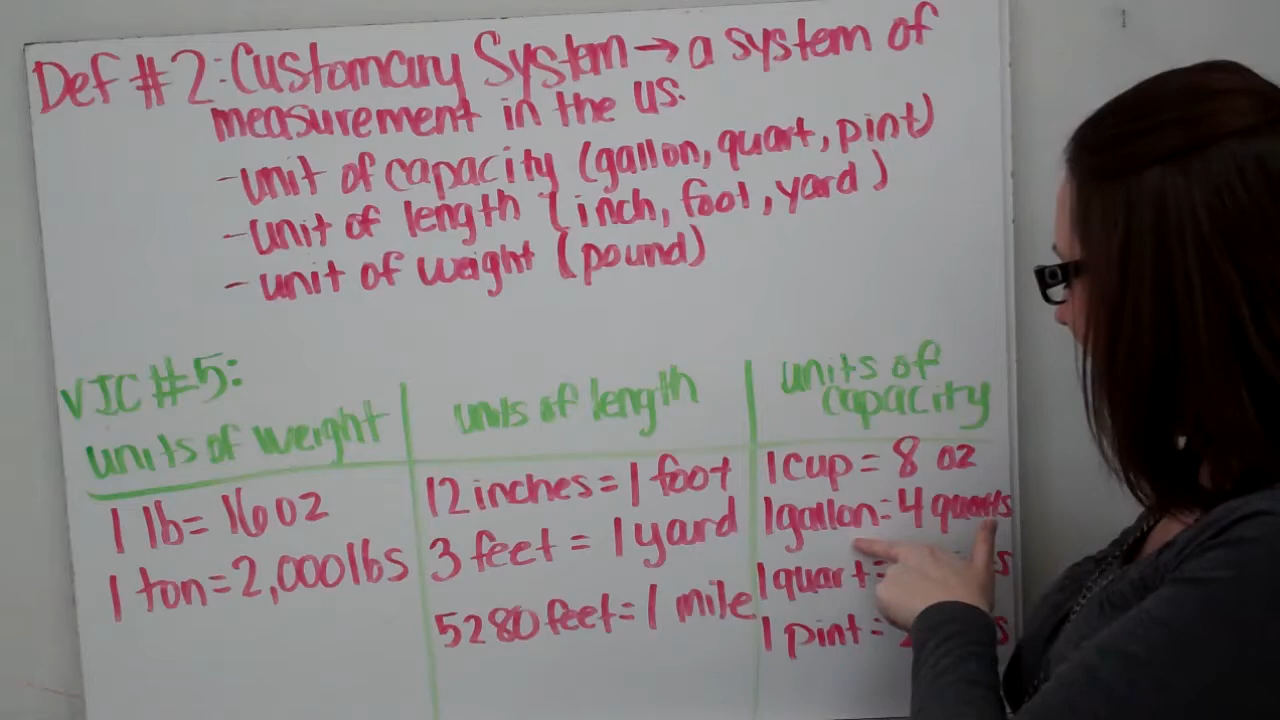 Def #2: Customary System → a system of
measurement in the US.
- unit of capacity (gallon, quart, pint)
- unit of length (inch, foot, yard)
- unit of weight (pound)
VJC #5:
units of weight
units of length
units of capacity
1 lb = 16 oz
1 ton = 2,000 lbs
12 inches = 1 foot
3 feet = 1 yard
5280 feet = 1 mile
1 cup = 8 oz
1 gallon = 4 quarts
1 quart =
1 pint =